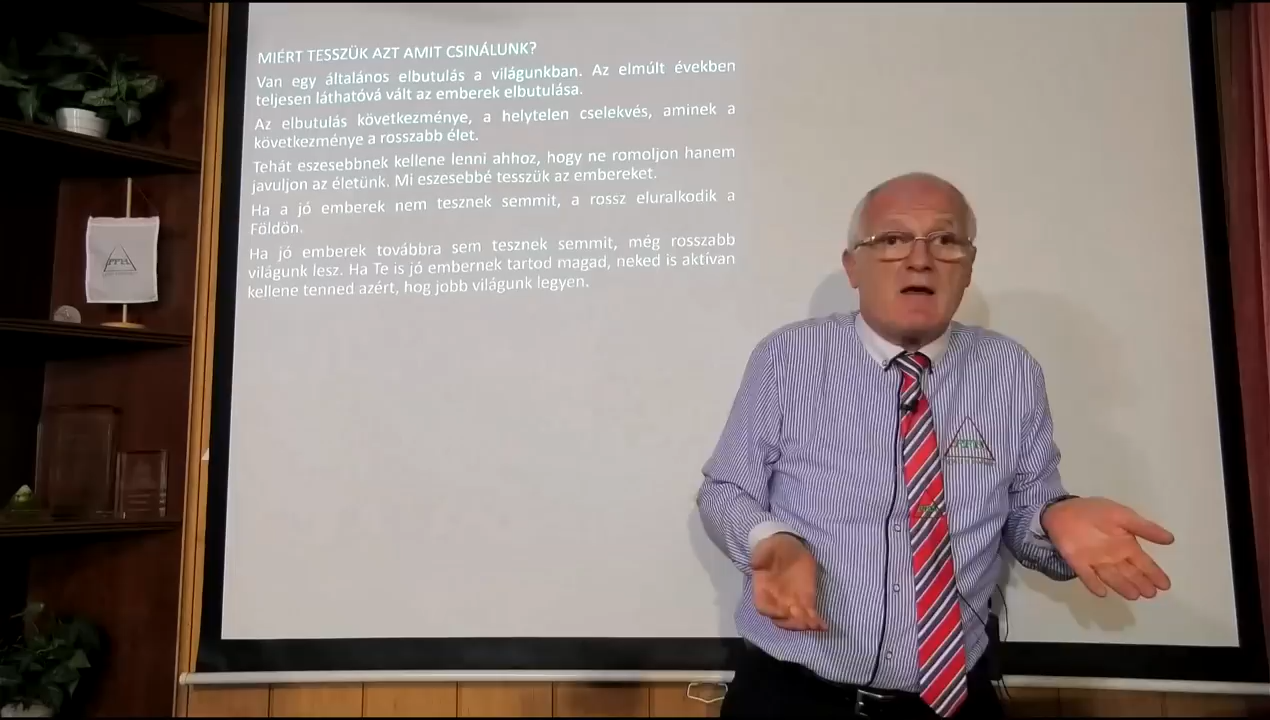 MIÉRT TESSZÜK AZT AMIT CSINÁLUNK?
Van egy általános elbutulás a világunkban. Az elmúlt években
teljesen láthatóvá vált az emberek elbutulása.
Az elbutulás következménye, a helytelen cselekvés, aminek a
következménye a rosszabb élet.
Tehát eszesebbnek kellene lenni ahhoz, hogy ne romoljon hanem
javuljon az életünk. Mi eszesebbé tesszük az embereket.
Ha a jó emberek nem tesznek semmit, a rossz eluralkodik a
Földön.
Ha jó emberek továbbra sem tesznek semmit, még rosszabb
világunk lesz. Ha Te is jó embernek tartod magad, neked is aktívan
kellene tenned azért, hog jobb világunk legyen.